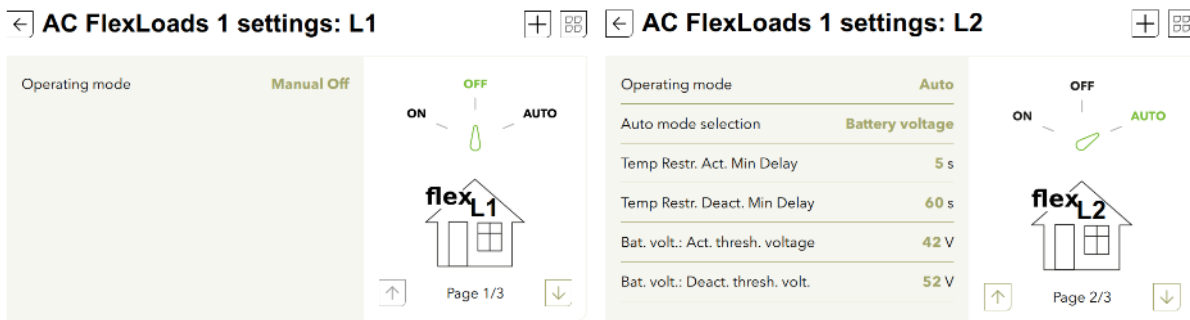 AC FlexLoads 1 settings: L1
Operating mode Manual Off
OFF
ON
AUTO
flex L1
Page 1/3
AC FlexLoads 1 settings: L2
Operating mode Auto
Auto mode selection Battery voltage
Temp Restr. Act. Min Delay 5 s
Temp Restr. Deact. Min Delay 60 s
Bat. volt.: Act. thresh. voltage 42 V
Bat. volt.: Deact. thresh. volt. 52 V
OFF
ON
AUTO
flex L2
Page 2/3